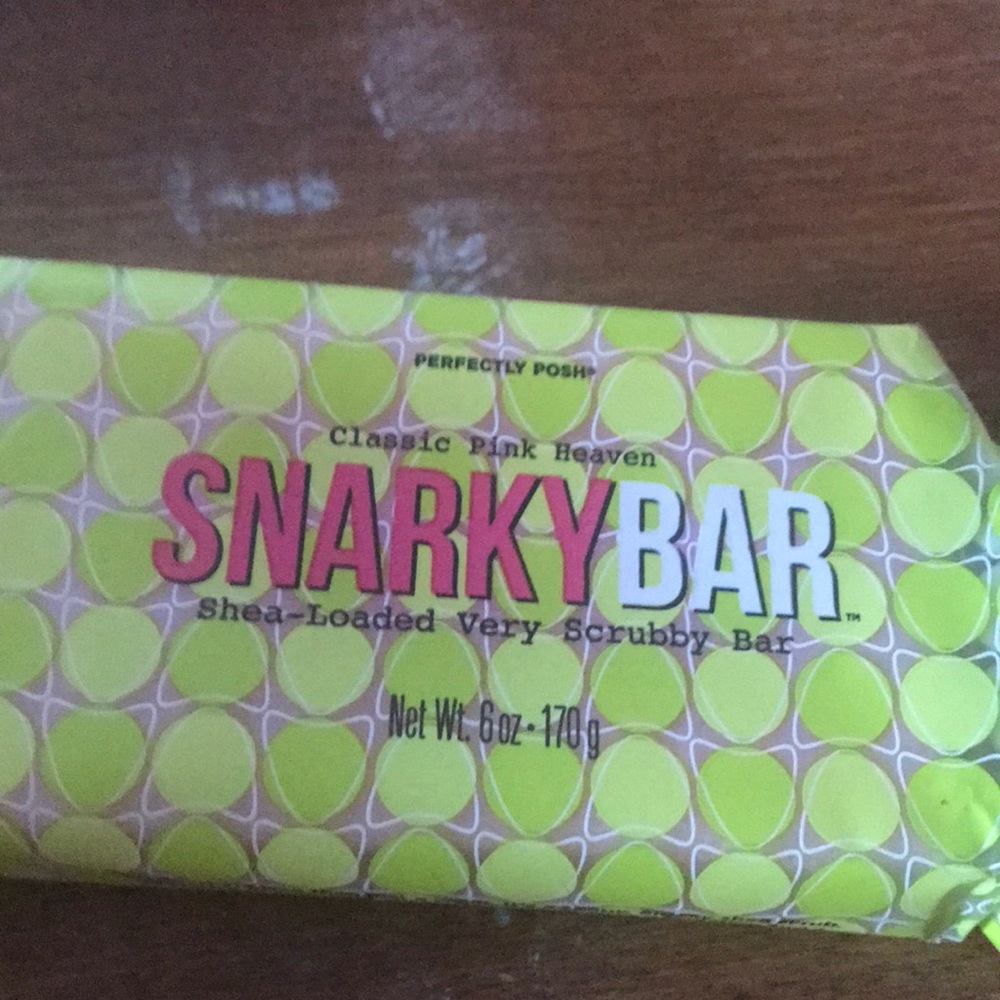 PERFECTLY POSH®
Classic Pink Heaven
SNARKYBAR™
Shea-Loaded Very Scrubby Bar
Net Wt. 6 oz • 170 g